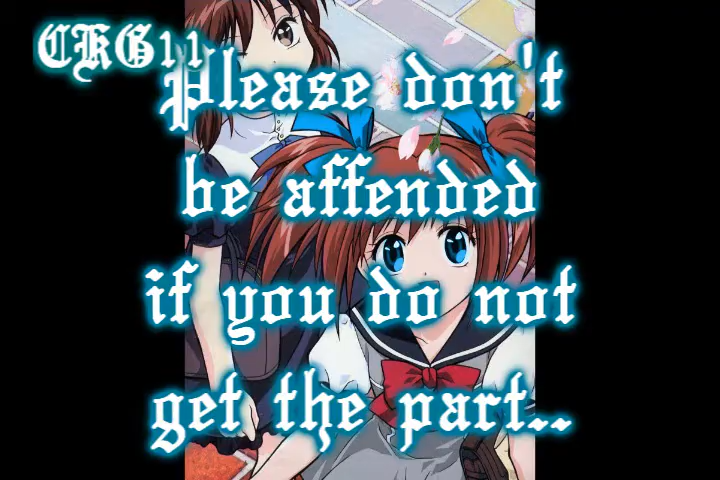 CKG11
Please don't
be affended
if you do not
get the part..